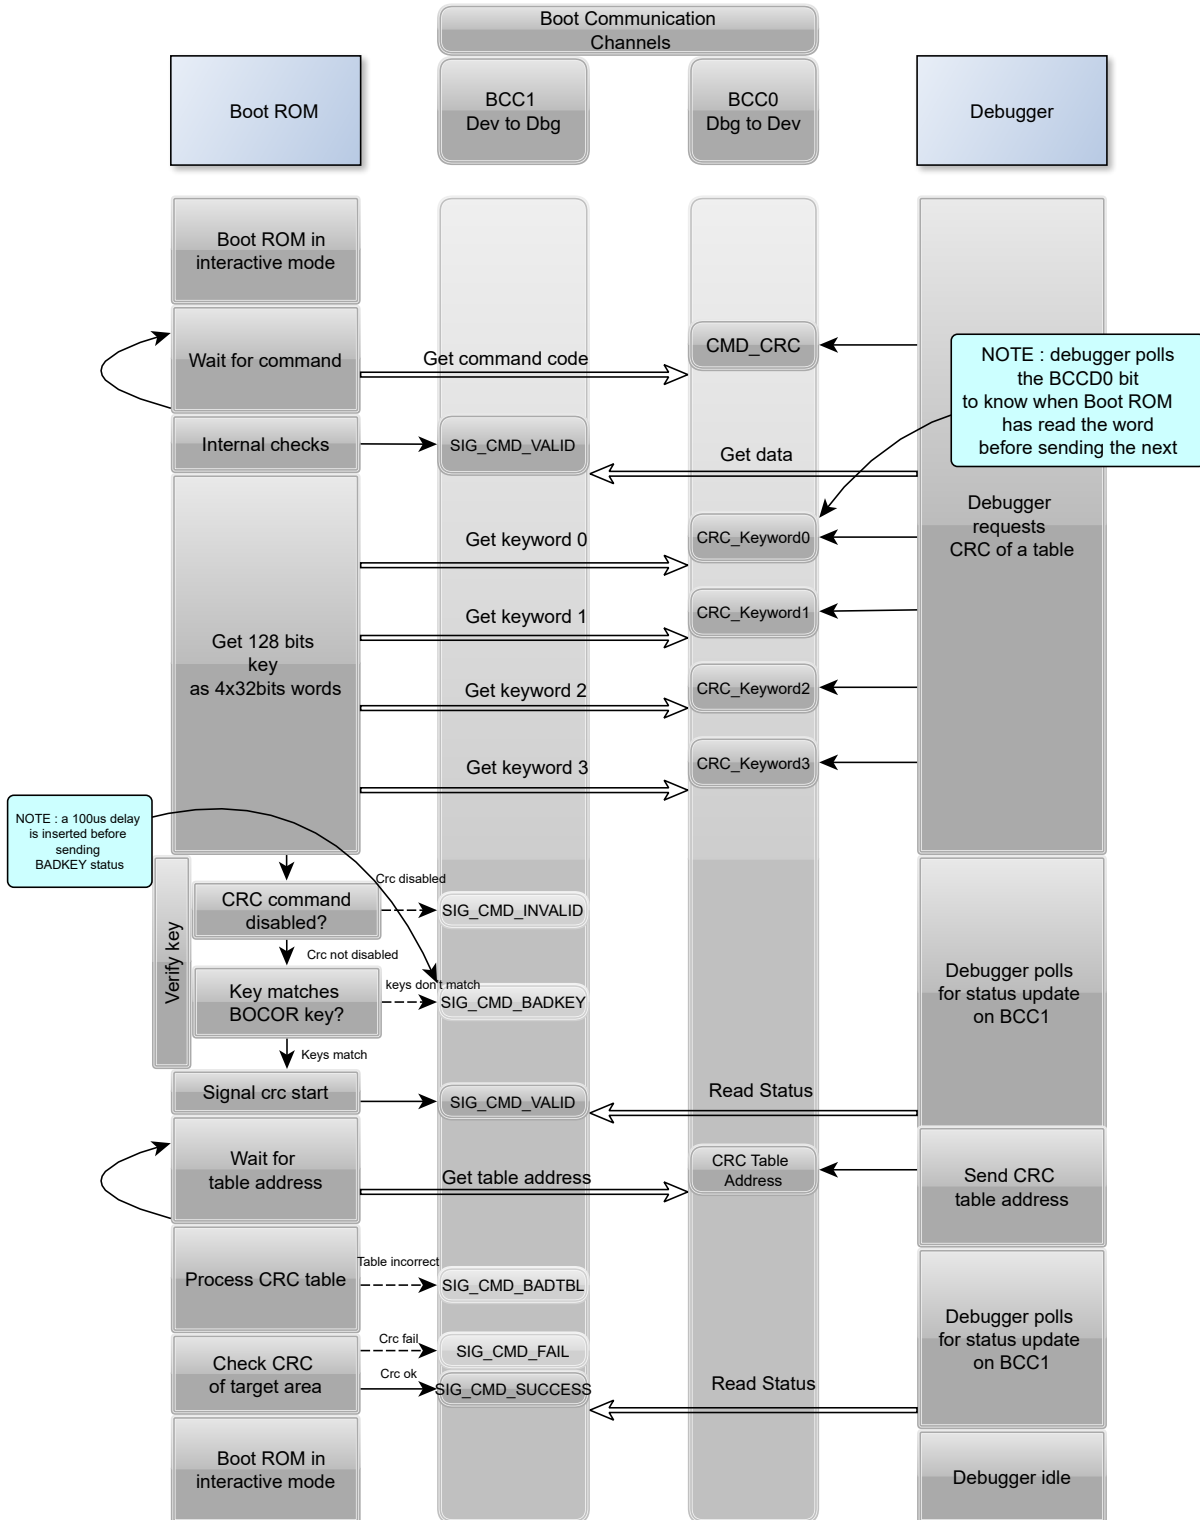 Boot Communication
Channels
Boot ROM
BCC1
Dev to Dbg
BCC0
Dbg to Dev
Debugger
Boot ROM in
interactive mode
Wait for command
Get command code
CMD_CRC
NOTE : debugger polls
the BCCD0 bit
to know when Boot ROM
has read the word
before sending the next
Internal checks
SIG_CMD_VALID
Get data
Debugger
requests
CRC of a table
Get keyword 0
CRC_Keyword0
Get keyword 1
CRC_Keyword1
Get 128 bits
key
as 4x32bits words
Get keyword 2
CRC_Keyword2
Get keyword 3
CRC_Keyword3
NOTE : a 100us delay
is inserted before
sending
BADKEY status
Verify key
CRC command
disabled?
Crc disabled
SIG_CMD_INVALID
Crc not disabled
Key matches
BOCOR key?
keys don't match
SIG_CMD_BADKEY
Debugger polls
for status update
on BCC1
Keys match
Signal crc start
SIG_CMD_VALID
Read Status
Wait for
table address
Get table address
CRC Table
Address
Send CRC
table address
Process CRC table
Table incorrect
SIG_CMD_BADTBL
Debugger polls
for status update
on BCC1
Check CRC
of target area
Crc fail
SIG_CMD_FAIL
Crc ok
SIG_CMD_SUCCESS
Read Status
Boot ROM in
interactive mode
Debugger idle